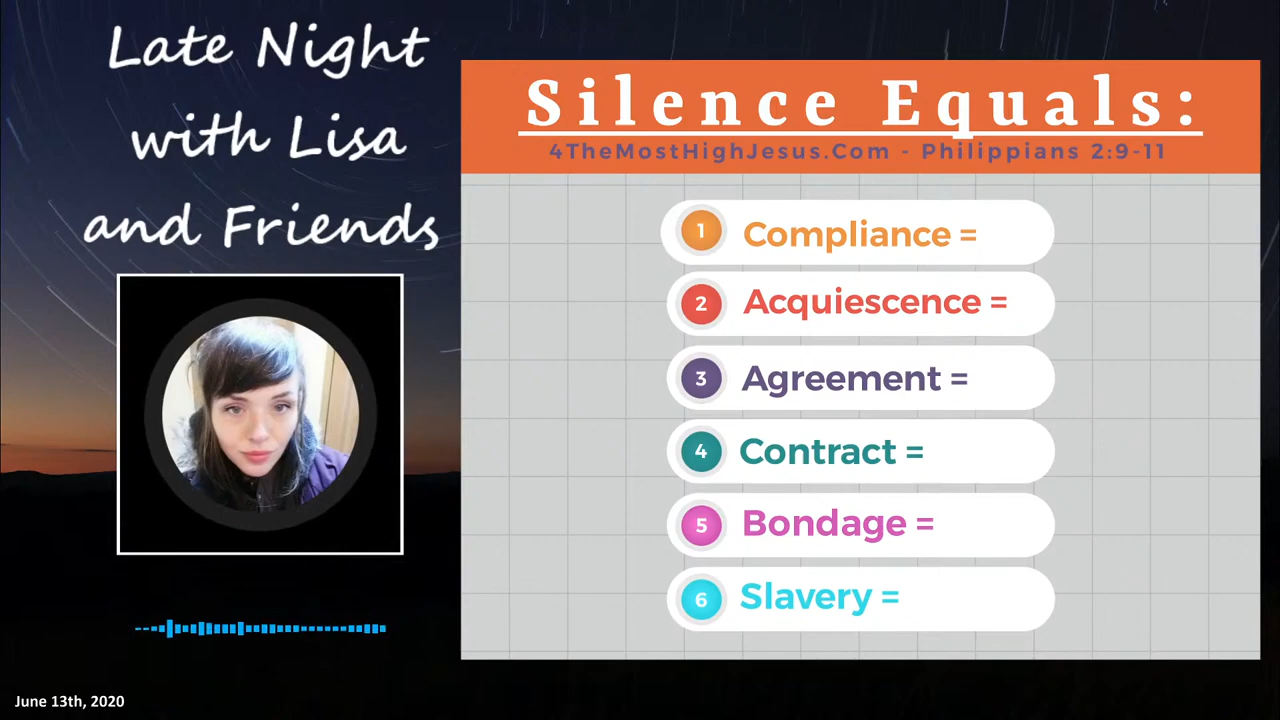 Late Night
with Lisa
and Friends
Silence Equals:
4TheMostHighJesus.Com - Philippians 2:9-11
1 Compliance =
2 Acquiescence =
3 Agreement =
4 Contract =
5 Bondage =
6 Slavery =
June 13th, 2020